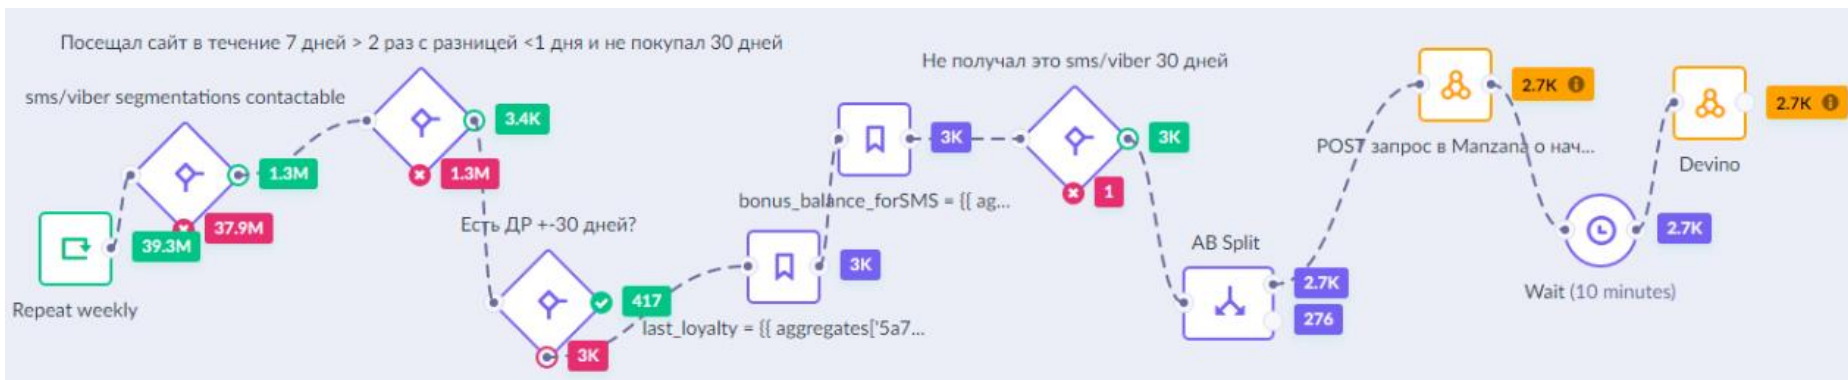 Посещал сайт в течение 7 дней > 2 раз с разницей <1 дня и не покупал 30 дней
sms/viber segmentations contactable
3.4K
1.3M
1.3M
37.9M
39.3M
Repeat weekly
Есть ДР +-30 дней?
417
3K
last_loyalty = {{ aggregates['5a7...
3K
bonus_balance_forSMS = {{ ag...
3K
Не получал это sms/viber 30 дней
3K
1
AB Split
2.7K
276
POST запрос в Manzana о нач...
2.7K
Wait (10 minutes)
2.7K
Devino
2.7K